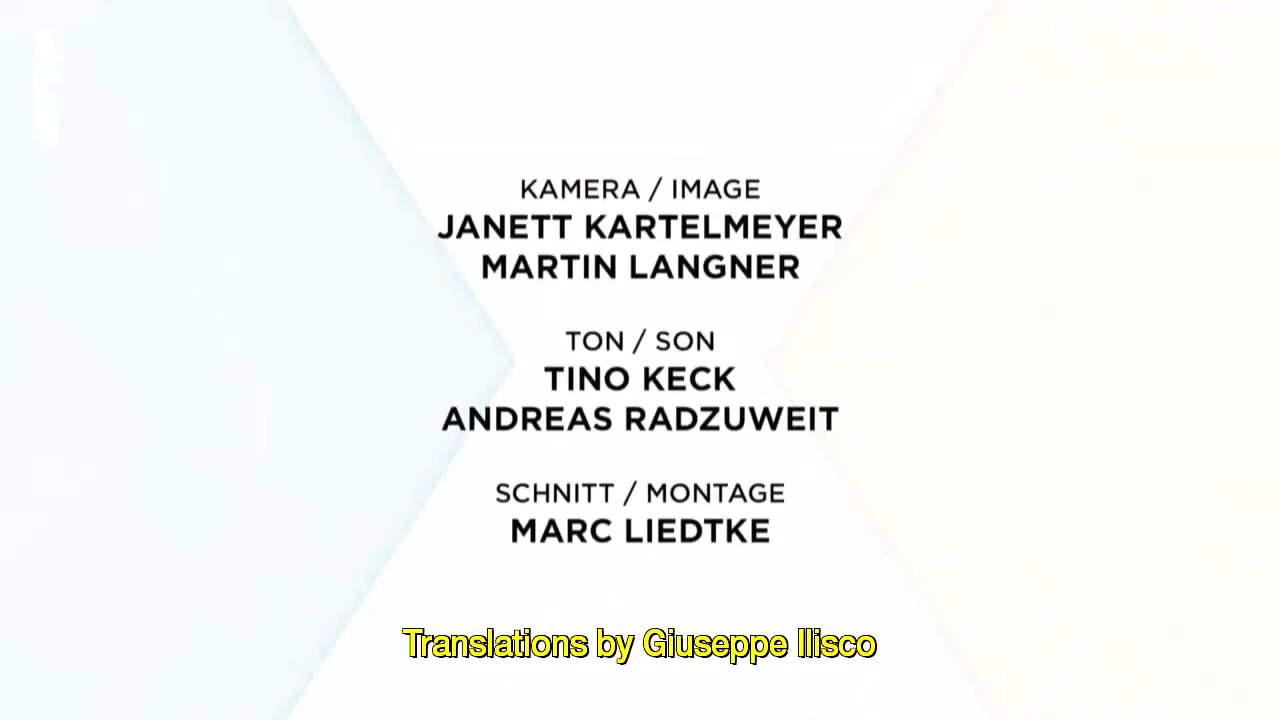 KAMERA / IMAGE
JANETT KARTELMEYER
MARTIN LANGNER
TON / SON
TINO KECK
ANDREAS RADZUWEIT
SCHNITT / MONTAGE
MARC LIEDTKE
Translations by Giuseppe Ilisco